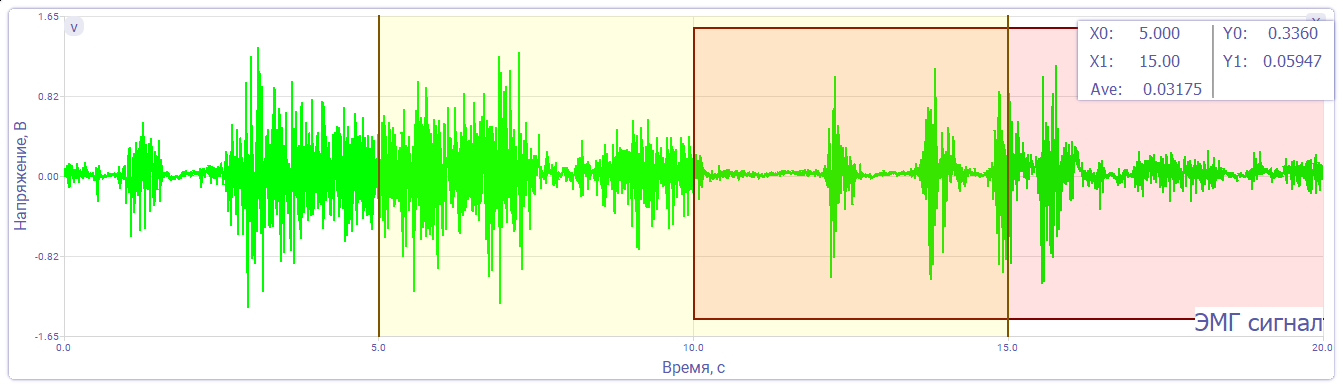 1.65
v
X0: 5.000 Y0: 0.3360
X1: 15.00 Y1: 0.05947
Ave: 0.03175
0.82
Напряжение, В
0.00
-0.82
ЭМГ сигнал
-1.65
0.0 5.0 10.0 15.0 20.0
Время, с